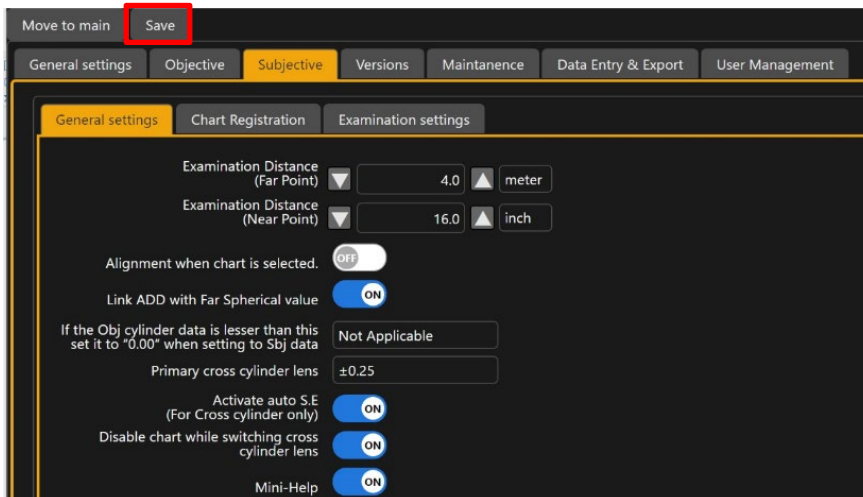 Move to main Save
General settings Objective Subjective Versions Maintanence Data Entry & Export User Management
General settings Chart Registration Examination settings
Examination Distance
(Far Point) 4.0 meter
Examination Distance
(Near Point) 16.0 inch
Alignment when chart is selected. OFF
Link ADD with Far Spherical value ON
If the Obj cylinder data is lesser than this
set it to "0.00" when setting to Sbj data Not Applicable
Primary cross cylinder lens ±0.25
Activate auto S.E
(For Cross cylinder only) ON
Disable chart while switching cross
cylinder lens ON
Mini-Help ON